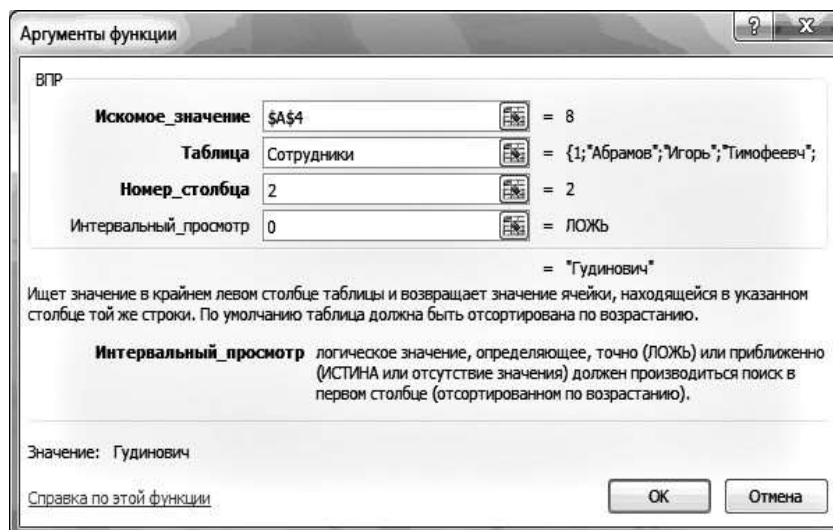 Аргументы функции
ВПР
Искомое_значение $A$4 = 8
Таблица Сотрудники = {1;"Абрамов";"Игорь";"Тимофеевч";
Номер_столбца 2 = 2
Интервальный_просмотр 0 = ЛОЖЬ
= "Гудинович"
Ищет значение в крайнем левом столбце таблицы и возвращает значение ячейки, находящейся в указанном
столбце той же строки. По умолчанию таблица должна быть отсортирована по возрастанию.
Интервальный_просмотр логическое значение, определяющее, точно (ЛОЖЬ) или приближенно
(ИСТИНА или отсутствие значения) должен производиться поиск в
первом столбце (отсортированном по возрастанию).
Значение: Гудинович
Справка по этой функции
ОК
Отмена